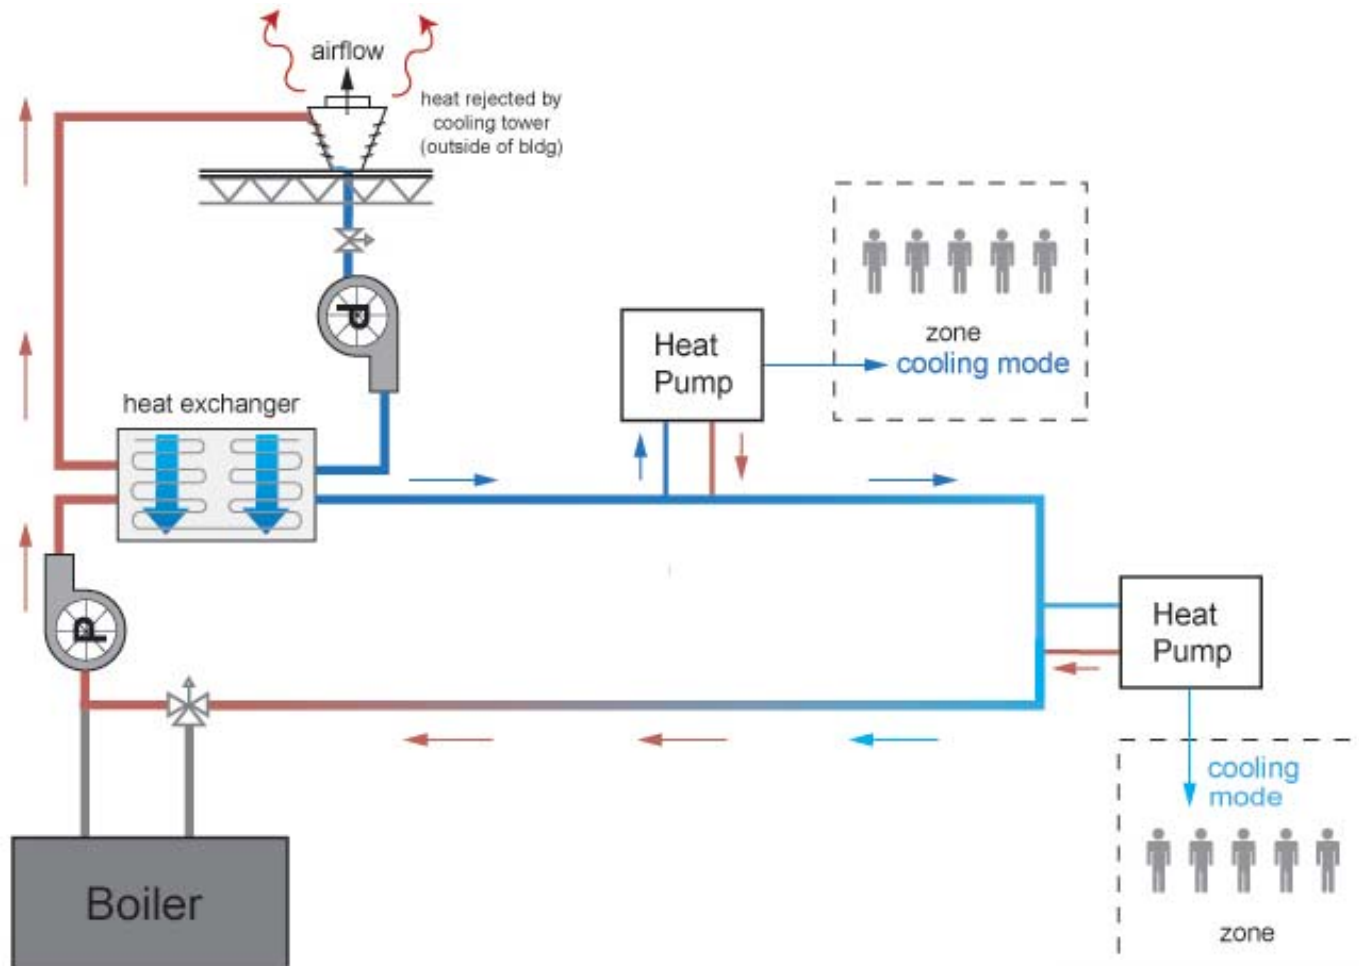 airflow
heat rejected by
cooling tower
(outside of bldg)
P
heat exchanger
Heat
Pump
zone
cooling mode
P
Heat
Pump
cooling
mode
zone
Boiler